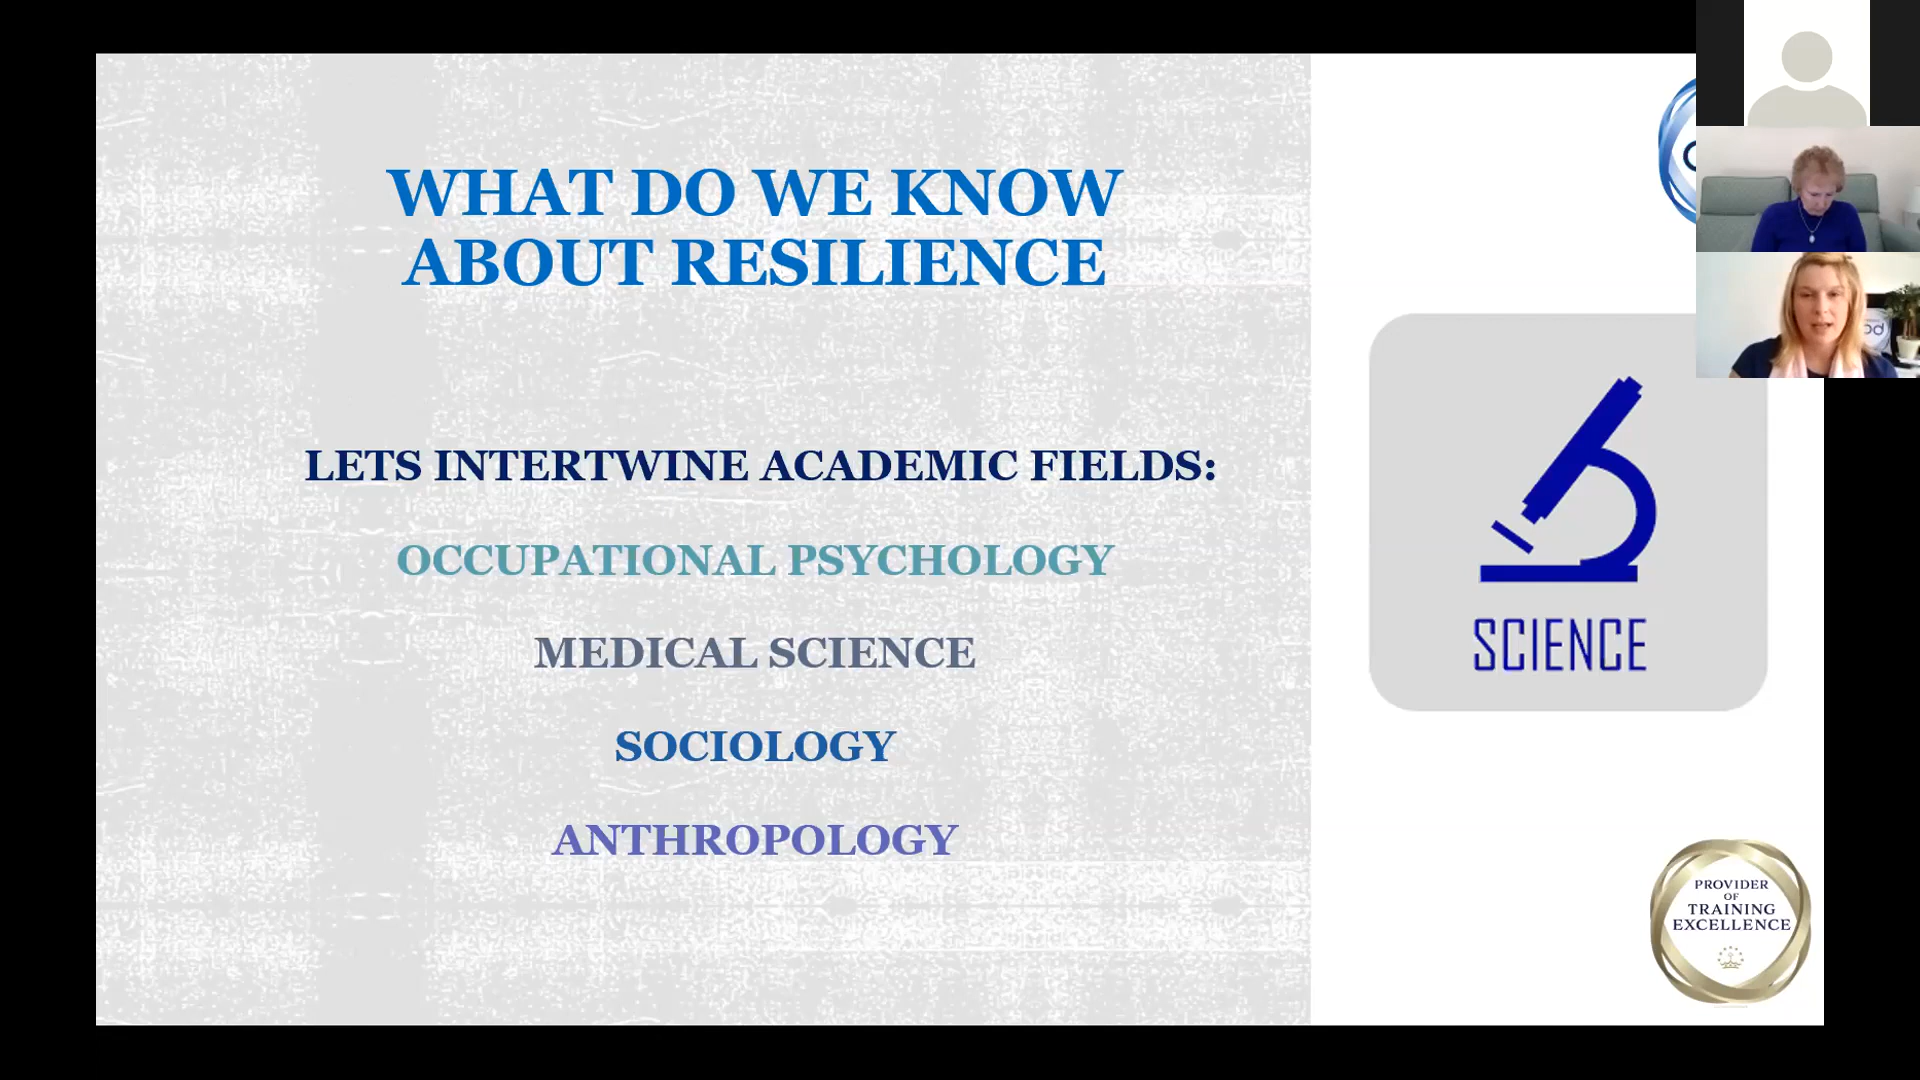 WHAT DO WE KNOW
ABOUT RESILIENCE
LETS INTERTWINE ACADEMIC FIELDS:
OCCUPATIONAL PSYCHOLOGY
MEDICAL SCIENCE
SOCIOLOGY
ANTHROPOLOGY
SCIENCE
PROVIDER
OF
TRAINING
EXCELLENCE